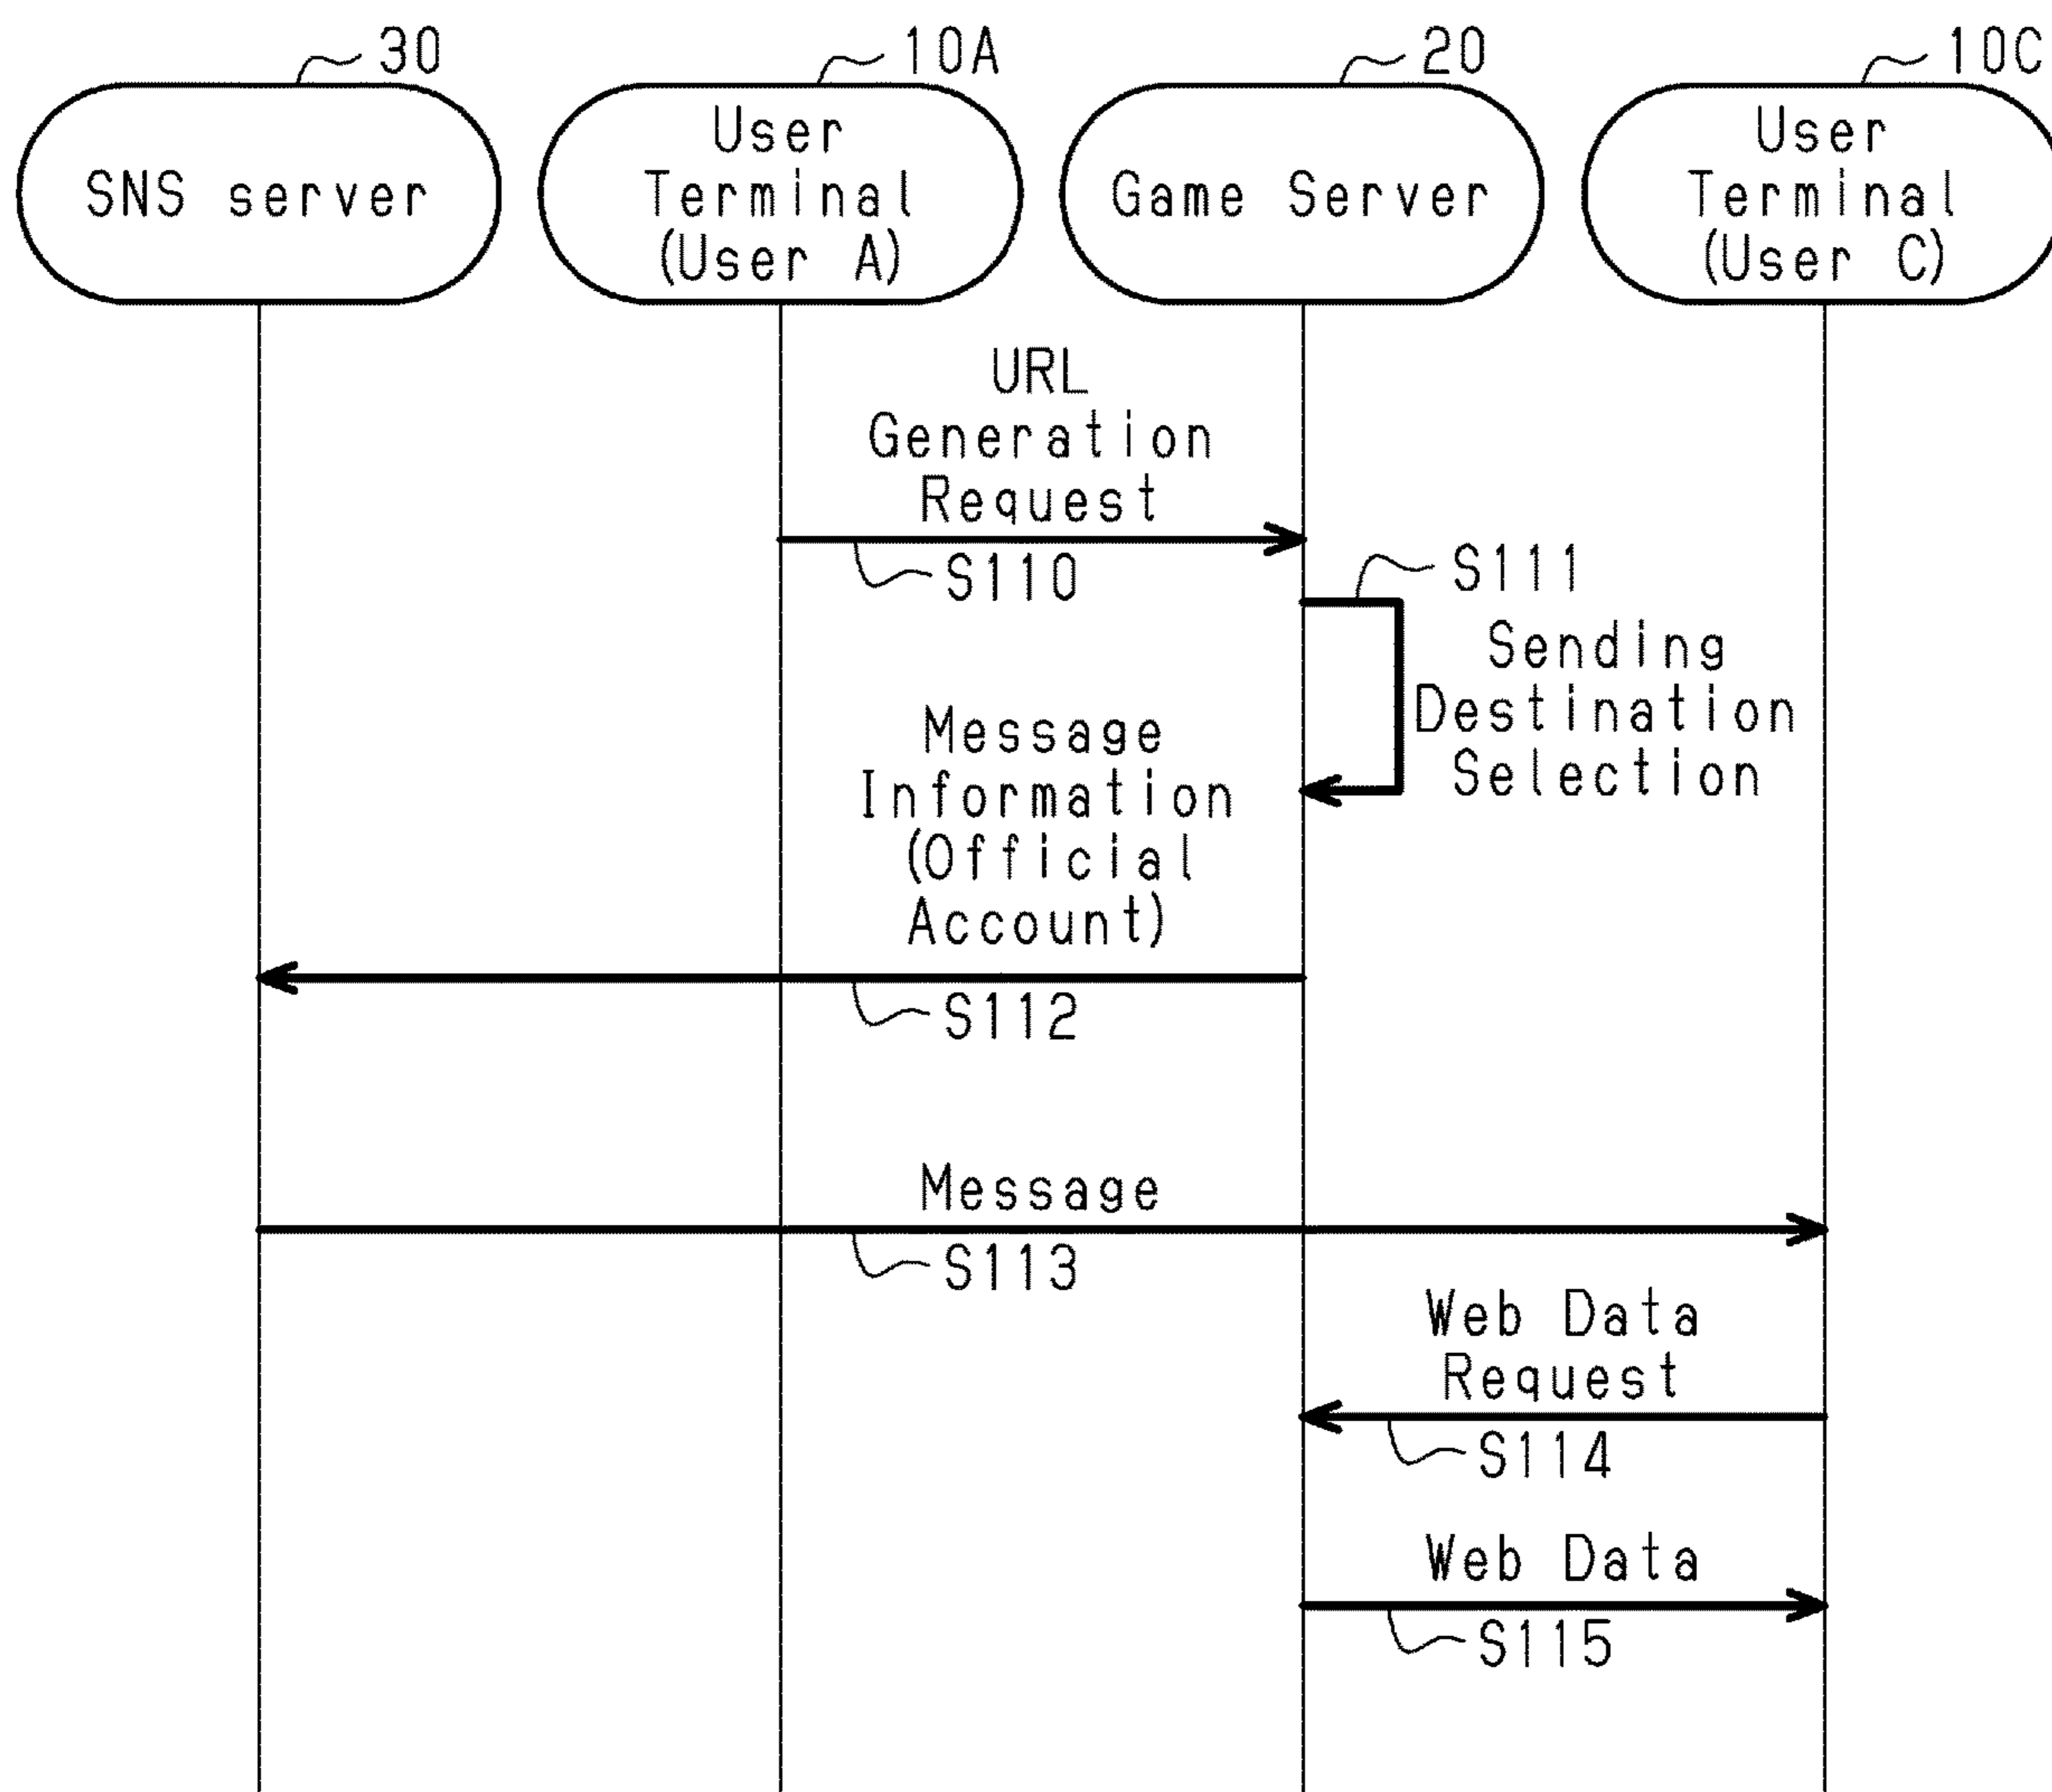 30
10A
20
10C
SNS server
User
Terminal
(User A)
Game Server
User
Terminal
(User C)
URL
Generation
Request
S110
S111
Sending
Destination
Selection
Message
Information
(Official
Account)
S112
Message
S113
Web Data
Request
S114
Web Data
S115